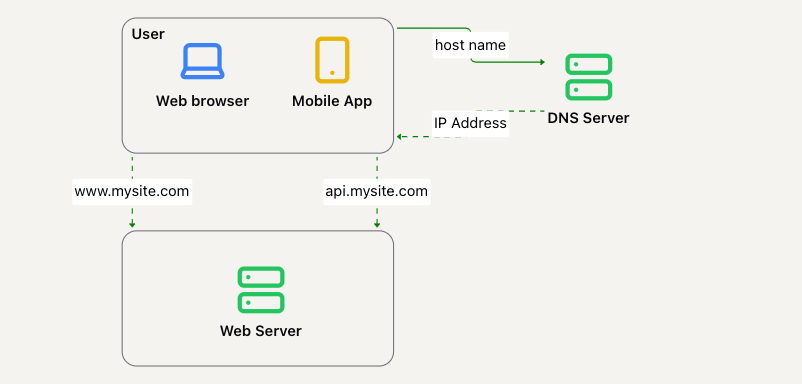 User
host name
Web browser
Mobile App
IP Address
DNS Server
www.mysite.com
api.mysite.com
Web Server